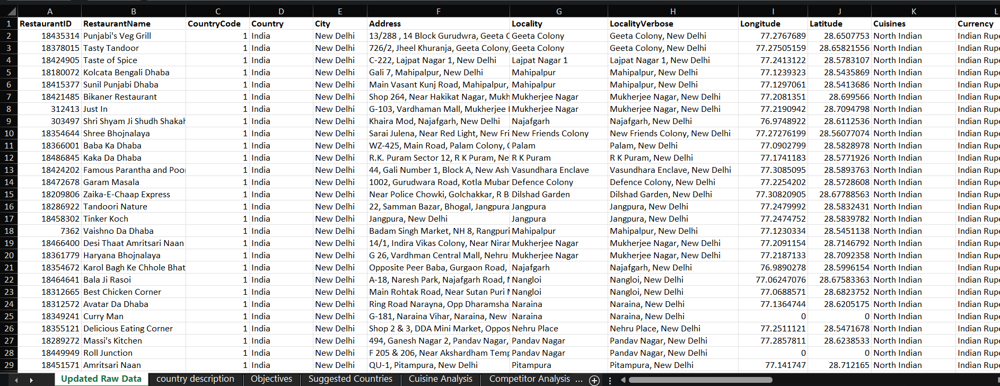 A B C D E F G H I J K L
1 RestaurantID RestaurantName CountryCode Country City Address Locality LocalityVerbose Longitude Latitude Cuisines Currency
2 18435314 Punjabi's Veg Grill 1 India New Delhi 13/288 , 14 Block Gurudwra, Geeta C Geeta Colony Geeta Colony, New Delhi 77.2767689 28.6507753 North Indian Indian Rupe
3 18378015 Tasty Tandoor 1 India New Delhi 726/2, Jheel Khuranja, Geeta Colony, Geeta Colony Geeta Colony, New Delhi 77.27505159 28.65821556 North Indian Indian Rupe
4 18424905 Taste of Spice 1 India New Delhi C-222, Lajpat Nagar 1, New Delhi Lajpat Nagar 1 Lajpat Nagar 1, New Delhi 77.2413122 28.5783107 North Indian Indian Rupe
5 18180072 Kolcata Bengali Dhaba 1 India New Delhi Gali 7, Mahipalpur, New Delhi Mahipalpur Mahipalpur, New Delhi 77.1239323 28.5435869 North Indian Indian Rupe
6 18415377 Sunil Punjabi Dhaba 1 India New Delhi Main Vasant Kunj Road, Mahipalpur, Mahipalpur Mahipalpur, New Delhi 77.1297061 28.5413686 North Indian Indian Rupe
7 18421485 Bikaner Restaurant 1 India New Delhi Shop 264, Near Hakikat Nagar, Mukh Mukherjee Nagar Mukherjee Nagar, New Delhi 77.2081351 28.699566 North Indian Indian Rupe
8 312413 Just In 1 India New Delhi G-103, Vardhaman Mall, Mukherjee Mukherjee Nagar Mukherjee Nagar, New Delhi 77.2190942 28.7094798 North Indian Indian Rupe
9 303497 Shri Shyam Ji Shudh Shakah 1 India New Delhi Khaira Mod, Najafgarh, New Delhi Najafgarh Najafgarh, New Delhi 76.9748922 28.6112536 North Indian Indian Rupe
10 18354644 Shree Bhojnalaya 1 India New Delhi Sarai Julena, Near Red Light, New Fri New Friends Colony New Friends Colony, New Delhi 77.27276199 28.56077074 North Indian Indian Rupe
11 18366001 Baba Ka Dhaba 1 India New Delhi WZ-425, Main Road, Palam Colony, Palam Palam, New Delhi 77.0902799 28.5828978 North Indian Indian Rupe
12 18486845 Kaka Da Dhaba 1 India New Delhi R.K. Puram Sector 12, R K Puram, Ne R K Puram R K Puram, New Delhi 77.1741183 28.5771926 North Indian Indian Rupe
13 18424202 Famous Parantha and Poor 1 India New Delhi 44, Gali Number 1, Block A, New Ash Vasundhara Enclave Vasundhara Enclave, New Delhi 77.3085095 28.5893763 North Indian Indian Rupe
14 18472678 Garam Masala 1 India New Delhi 1002, Gurudwara Road, Kotla Mubar Defence Colony Defence Colony, New Delhi 77.2254202 28.5728608 North Indian Indian Rupe
15 18209806 Zaika-E-Chaap Express 1 India New Delhi Near Police Chowki, Golchakkar, R B Dilshad Garden Dilshad Garden, New Delhi 77.30820905 28.67788563 North Indian Indian Rupe
16 18286922 Tandoori Nature 1 India New Delhi 22, Samman Bazar, Bhogal, Jangpura Jangpura Jangpura, New Delhi 77.2479992 28.5832431 North Indian Indian Rupe
17 18458302 Tinker Koch 1 India New Delhi Jangpura, New Delhi Jangpura Jangpura, New Delhi 77.2474752 28.5839782 North Indian Indian Rupe
18 7362 Vaishno Da Dhaba 1 India New Delhi Badam Singh Market, NH 8, Rangpuri Mahipalpur Mahipalpur, New Delhi 77.1230334 28.5451138 North Indian Indian Rupe
19 18466400 Desi Thaat Amritsari Naan 1 India New Delhi 14/1, Indira Vikas Colony, Near Nirar Mukherjee Nagar Mukherjee Nagar, New Delhi 77.2091154 28.7146792 North Indian Indian Rupe
20 18361779 Haryana Bhojnalaya 1 India New Delhi G 26, Vardhman Central Mall, Nehru Mukherjee Nagar Mukherjee Nagar, New Delhi 77.2187133 28.7092358 North Indian Indian Rupe
21 18354672 Karol Bagh Ke Chhole Bhat 1 India New Delhi Opposite Peer Baba, Gurgaon Road, Najafgarh Najafgarh, New Delhi 76.9890278 28.5996154 North Indian Indian Rupe
22 18464641 Bala Ji Rasoi 1 India New Delhi A-18, Naresh Park, Najafgarh Road, Nangloi Nangloi, New Delhi 77.06247076 28.67583363 North Indian Indian Rupe
23 18312665 Best Chicken Corner 1 India New Delhi Main Rohtak Road, Near Sutan Puri Nangloi Nangloi, New Delhi 77.0688571 28.6823752 North Indian Indian Rupe
24 18312572 Avatar Da Dhaba 1 India New Delhi Ring Road Narayna, Opp Dharamsha Naraina Naraina, New Delhi 77.1364744 28.6205175 North Indian Indian Rupe
25 18349241 Curry Man 1 India New Delhi G-181, Naraina Vihar, Naraina, New Naraina Naraina, New Delhi 0 0 North Indian Indian Rupe
26 18355121 Delicious Eating Corner 1 India New Delhi Shop 2 & 3, DDA Mini Market, Oppos Nehru Place Nehru Place, New Delhi 77.2511121 28.5471678 North Indian Indian Rupe
27 18289272 Massi's Kitchen 1 India New Delhi 494, Ganesh Nagar 2, Pandav Nagar, Pandav Nagar Pandav Nagar, New Delhi 77.2857811 28.6238533 North Indian Indian Rupe
28 18449949 Roll Junction 1 India New Delhi F 205 & 206, Near Akshardham Temp Pandav Nagar Pandav Nagar, New Delhi 0 0 North Indian Indian Rupe
29 18451571 Amritsari Naan 1 India New Delhi QU-1, Pitampura, New Delhi Pitampura Pitampura, New Delhi 77.141747 28.712165 North Indian Indian Rupe
Updated Raw Data country description Objectives Suggested Countries Cuisine Analysis Competitor Analysis ...